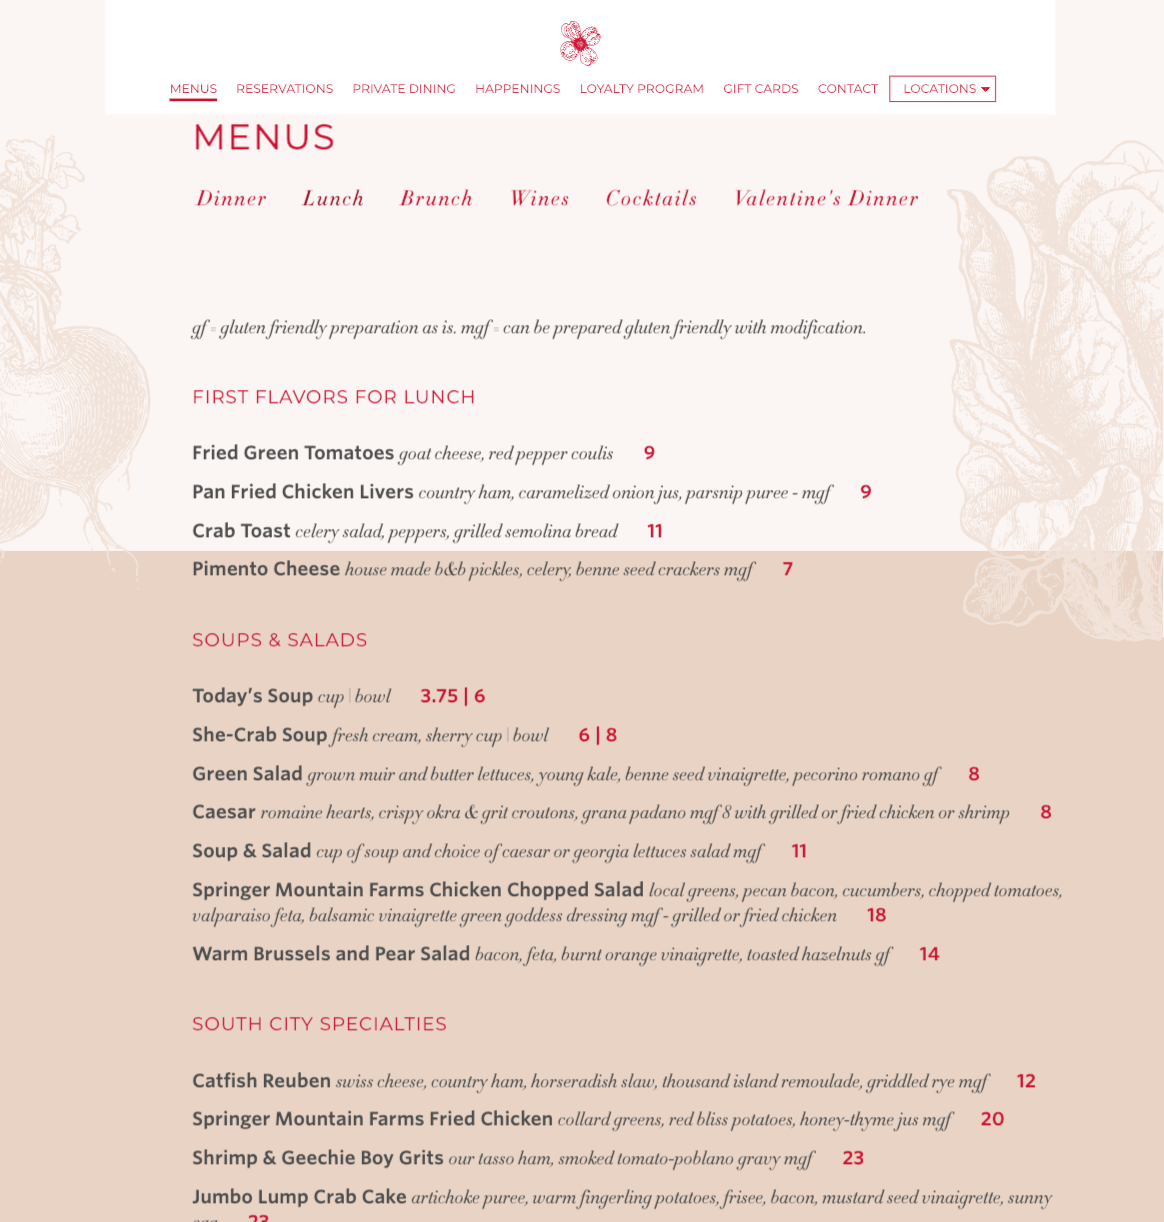 MENUS RESERVATIONS PRIVATE DINING HAPPENINGS LOYALTY PROGRAM GIFT CARDS CONTACT LOCATIONS
MENUS
Dinner Lunch Brunch Wines Cocktails Valentine's Dinner
gf = gluten friendly preparation as is. mgf = can be prepared gluten friendly with modification.
FIRST FLAVORS FOR LUNCH
Fried Green Tomatoes goat cheese, red pepper coulis 9
Pan Fried Chicken Livers country ham, caramelized onion jus, parsnip puree - mgf 9
Crab Toast celery salad, peppers, grilled semolina bread 11
Pimento Cheese house made b&b pickles, celery, benne seed crackers mgf 7
SOUPS & SALADS
Today's Soup cup | bowl 3.75 | 6
She-Crab Soup fresh cream, sherry cup | bowl 6 | 8
Green Salad grown muir and butter lettuces, young kale, benne seed vinaigrette, pecorino romano gf 8
Caesar romaine hearts, crispy okra & grit croutons, grana padano mgf 8 with grilled or fried chicken or shrimp 8
Soup & Salad cup of soup and choice of caesar or georgia lettuces salad mgf 11
Springer Mountain Farms Chicken Chopped Salad local greens, pecan bacon, cucumbers, chopped tomatoes,
valparaiso feta, balsamic vinaigrette green goddess dressing mgf - grilled or fried chicken 18
Warm Brussels and Pear Salad bacon, feta, burnt orange vinaigrette, toasted hazelnuts gf 14
SOUTH CITY SPECIALTIES
Catfish Reuben swiss cheese, country ham, horseradish slaw, thousand island remoulade, griddled rye mgf 12
Springer Mountain Farms Fried Chicken collard greens, red bliss potatoes, honey-thyme jus mgf 20
Shrimp & Geechie Boy Grits our tasso ham, smoked tomato-poblano gravy mgf 23
Jumbo Lump Crab Cake artichoke puree, warm fingerling potatoes, frisee, bacon, mustard seed vinaigrette, sunny
23